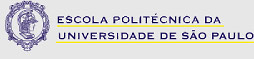 ESCOLA POLITÉCNICA DA
UNIVERSIDADE DE SÃO PAULO